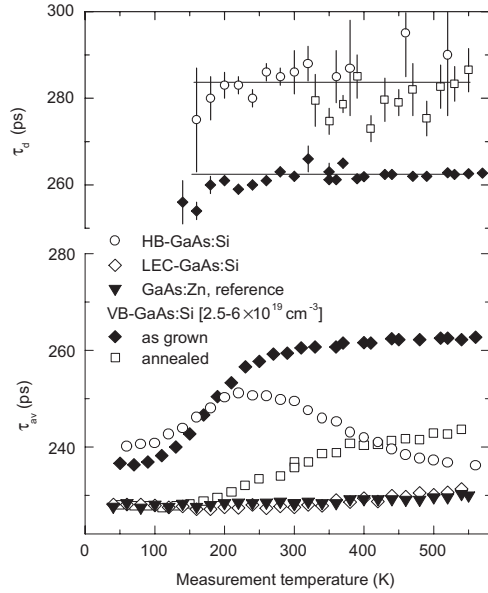 300
280
260
τd (ps)
○ HB-GaAs:Si
◇ LEC-GaAs:Si
▼ GaAs:Zn, reference
VB-GaAs:Si [2.5-6×10¹⁹ cm⁻³]
◆ as grown
□ annealed
280
260
240
τav (ps)
0 100 200 300 400 500
Measurement temperature (K)